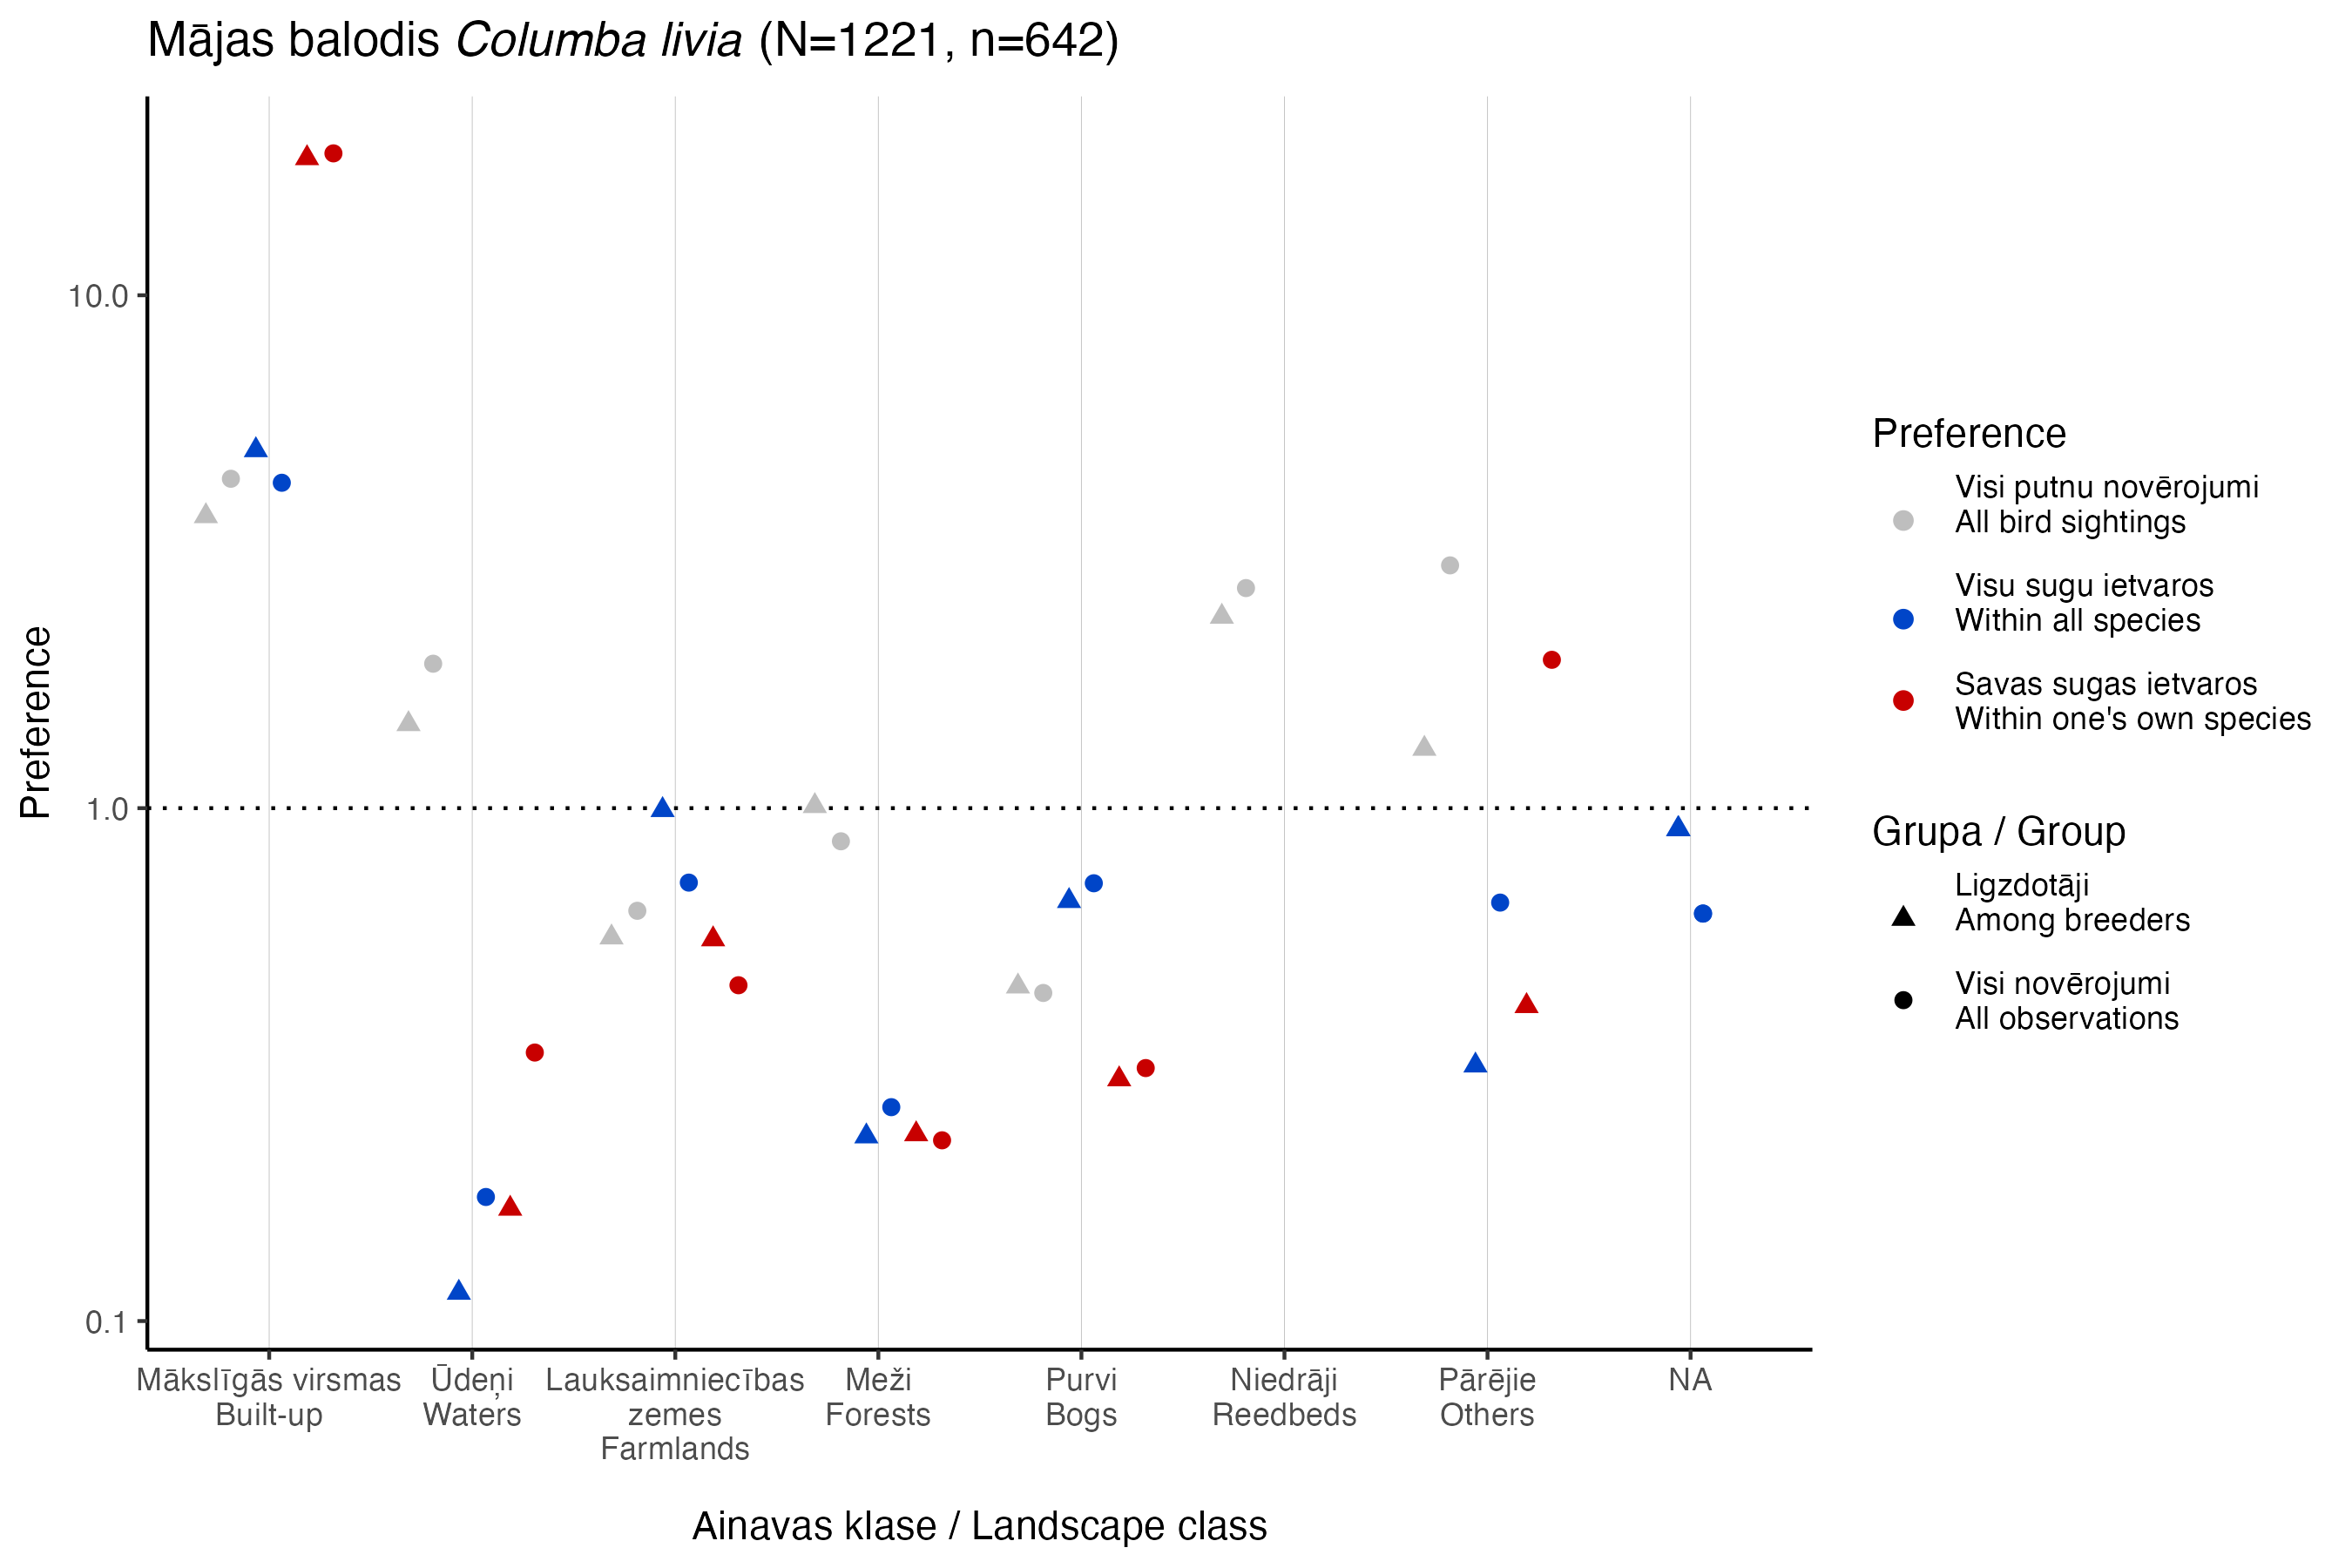 Mājas balodis Columba livia (N=1221, n=642)
Preference
10.0
1.0
0.1
Mākslīgās virsmas
Built-up
Ūdeņi
Waters
Lauksaimniecības
zemes
Farmlands
Meži
Forests
Purvi
Bogs
Niedrāji
Reedbeds
Pārējie
Others
NA
Ainavas klase / Landscape class
Preference
Visi putnu novērojumi
All bird sightings
Visu sugu ietvaros
Within all species
Savas sugas ietvaros
Within one's own species
Grupa / Group
Ligzdotāji
Among breeders
Visi novērojumi
All observations